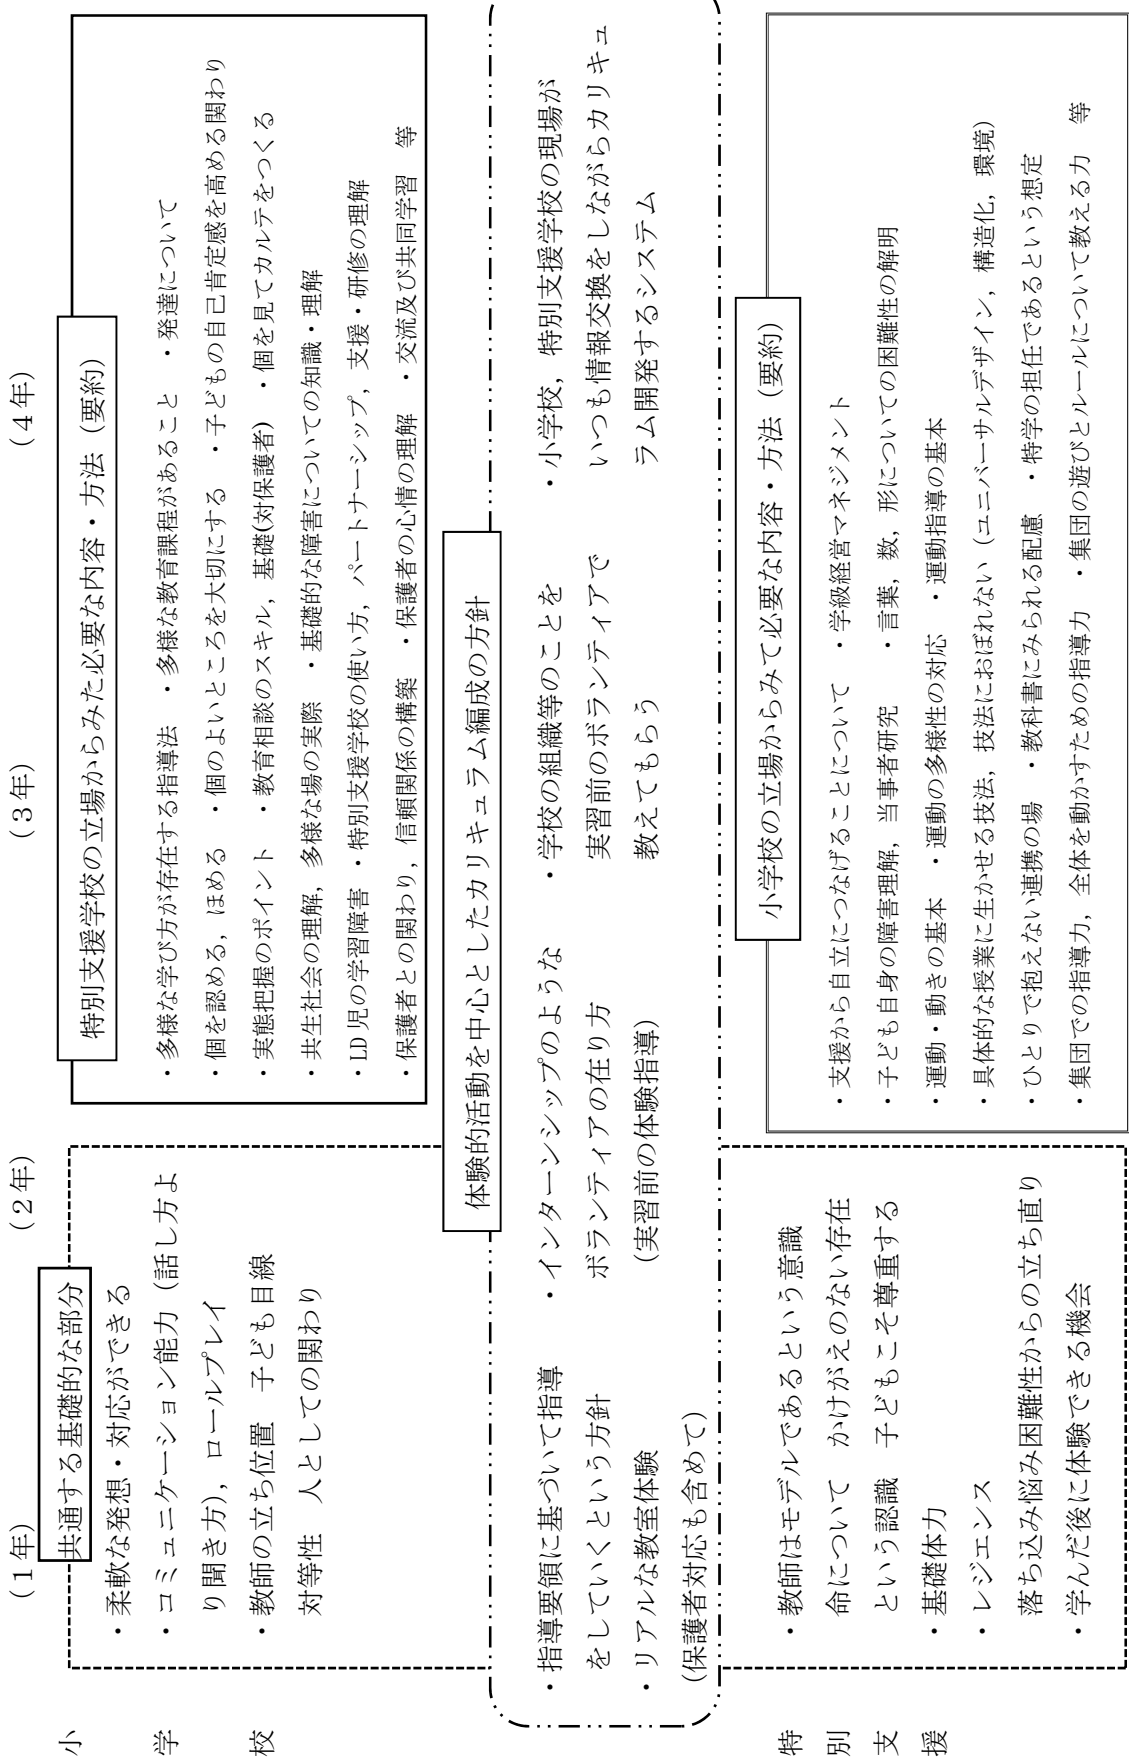 （１年）
（２年）
（３年）
（４年）
小
学
校
共通する基礎的な部分
・柔軟な発想・対応ができる
・コミュニケーション能力（話し方よ
り聞き方），ロールプレイ
・教師の立ち位置　子ども目線
対等性　人としての関わり
特別支援学校の立場からみた必要な内容・方法（要約）
・多様な学び方が存在する指導法　・多様な教育課程があること　・発達について
・個を認める，ほめる　・個のよいところを大切にする　・子どもの自己肯定感を高める関わり
・実態把握のポイント　・教育相談のスキル，基礎(対保護者)　・個を見てカルテをつくる
・共生社会の理解，多様な場の実際　・基礎的な障害についての知識・理解
・LD児の学習障害　・特別支援学校の使い方，パートナーシップ，支援・研修の理解
・保護者との関わり，信頼関係の構築　・保護者の心情の理解　・交流及び共同学習　等
体験的活動を中心としたカリキュラム編成の方針
・指導要領に基づいて指導
をしていくという方針
・リアルな教室体験
(保護者対応も含めて)
・インターンシップのような
ボランティアの在り方
(実習前の体験指導)
・学校の組織等のことを
実習前のボランティアで
教えてもらう
・小学校，特別支援学校の現場が
いつも情報交換をしながらカリキュ
ラム開発するシステム
特
別
支
援
・教師はモデルであるという意識
命について　かけがえのない存在
という認識　子どもこそ尊重する
・基礎体力
・レジエンス
落ち込み悩み困難性からの立ち直り
・学んだ後に体験できる機会
小学校の立場からみて必要な内容・方法（要約）
・支援から自立につなげることについて　・学級経営マネジメント
・子ども自身の障害理解，当事者研究　・言葉，数，形についての困難性の解明
・運動・動きの基本　・運動の多様性の対応　・運動指導の基本
・具体的な授業に生かせる技法，技法におぼれない（ユニバーサルデザイン，構造化，環境）
・ひとりで抱えない連携の場　・教科書にみられる配慮　・特学の担任であるという想定
・集団での指導力，全体を動かすための指導力　・集団の遊びとルールについて教える力　等